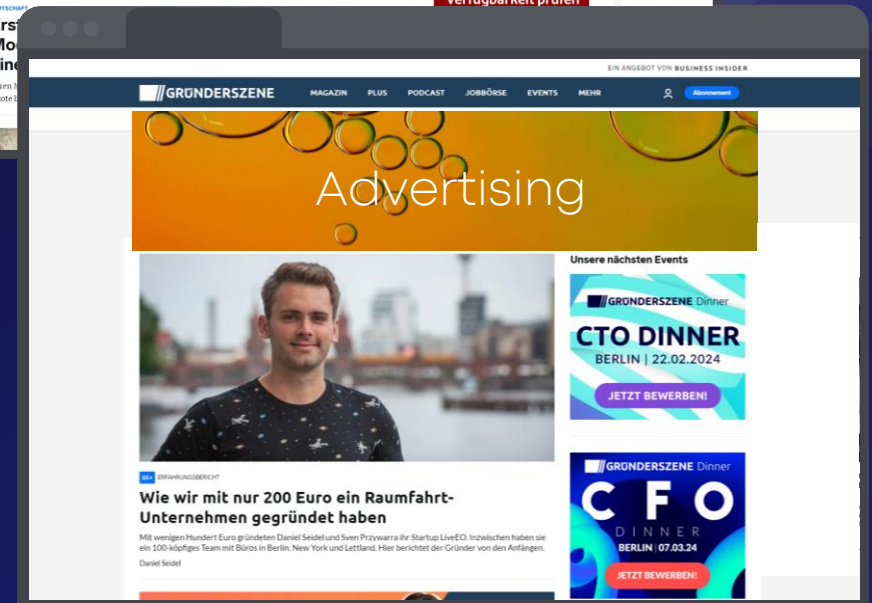 Verfügbarkeit prüfen
EIN ANGEBOT VON BUSINESS INSIDER
GRÜNDERSZENE MAGAZIN PLUS PODCAST JOBBÖRSE EVENTS MEHR Abonnement
Advertising
Unsere nächsten Events
GRÜNDERSZENE Dinner
CTO DINNER
BERLIN | 22.02.2024
JETZT BEWERBEN!
GRÜNDERSZENE Dinner
CFO
DINNER
BERLIN | 07.03.24
JETZT BEWERBEN!
GS+ ERFAHRUNGSBERICHT
Wie wir mit nur 200 Euro ein Raumfahrt-
Unternehmen gegründet haben
Mit wenigen Hundert Euro gründeten Daniel Seidel und Sven Przywarra ihr Startup LiveEO. Inzwischen haben sie
ein 100-köpfiges Team mit Büros in Berlin, New York und Lettland. Hier berichtet der Gründer von den Anfängen.
Daniel Seidel